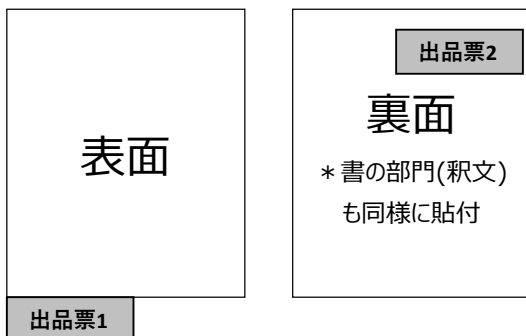 表面
出品票1
出品票2
裏面
＊書の部門(釈文)
も同様に貼付